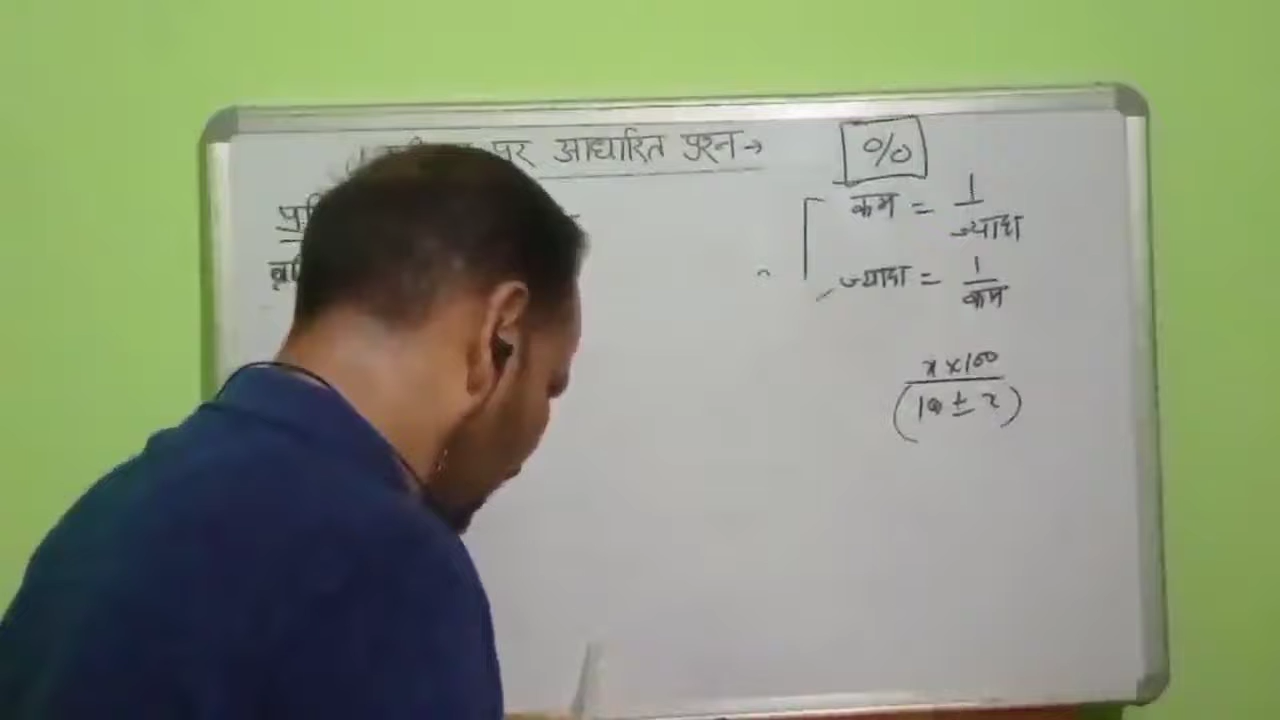 पर आधारित प्रश्न →
%
कम = 1/ज्यादा
ज्यादा = 1/कम
x × 100
(100 ± x)